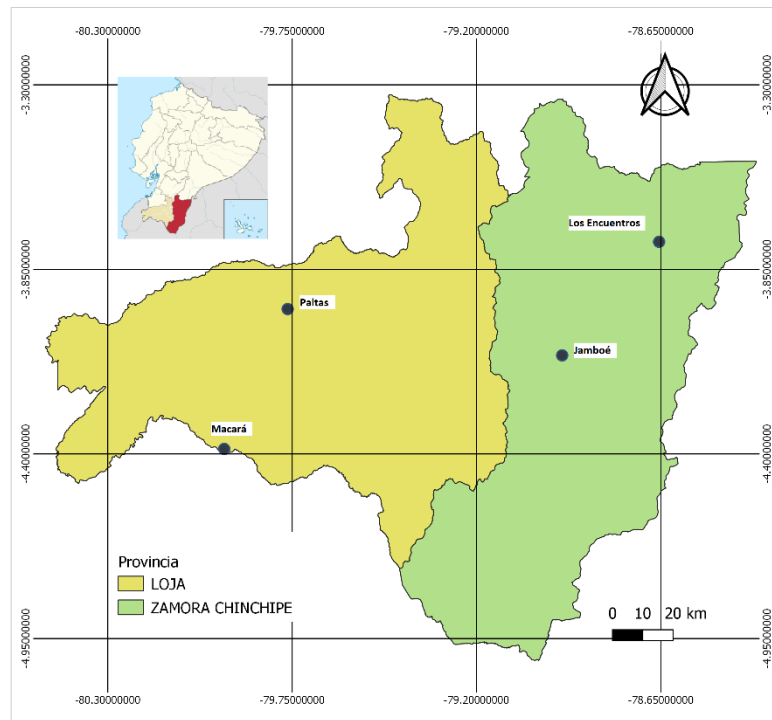 -80.30000000
-79.75000000
-79.20000000
-78.65000000
-3.30000000
-3.30000000
Los Encuentros
-3.85000000
-3.85000000
Paltas
Jamboé
Macará
-4.40000000
-4.40000000
Provincia
LOJA
ZAMORA CHINCHIPE
0 10 20 km
-4.95000000
-4.95000000
-80.30000000
-79.75000000
-79.20000000
-78.65000000